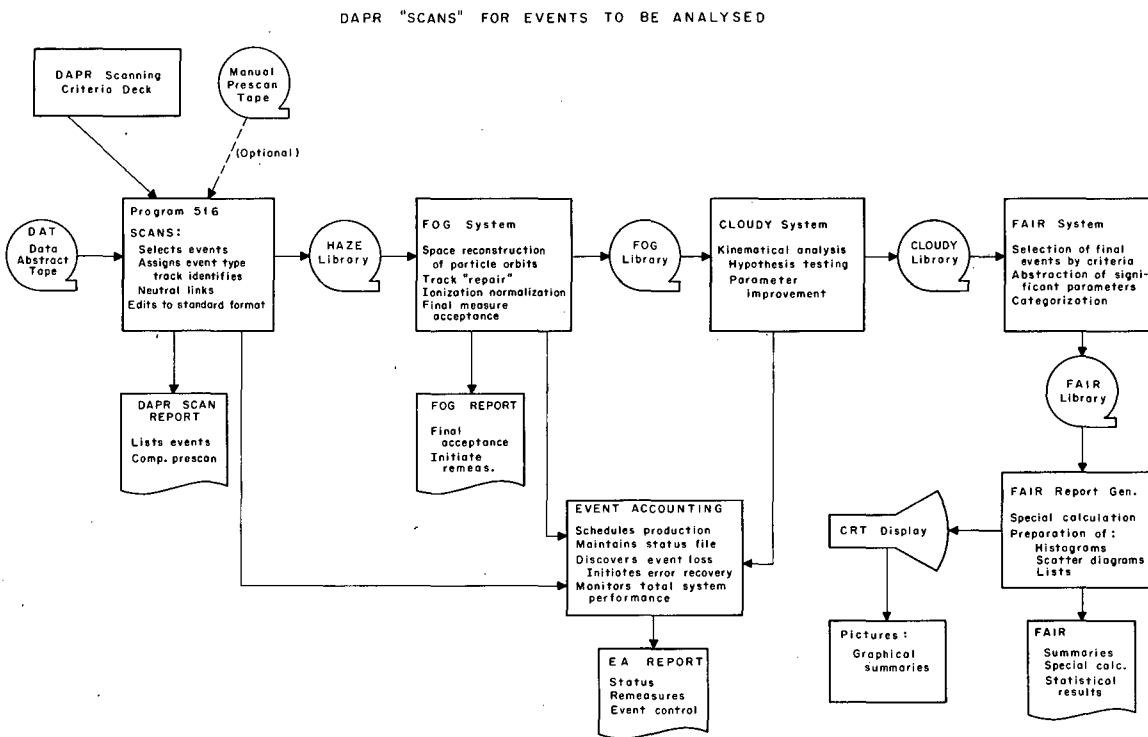 DAPR "SCANS" FOR EVENTS TO BE ANALYSED
DAPR Scanning
Criteria Deck
Manual
Prescan
Tape
(Optional)
DAT
Data
Abstract
Tape
Program 516
SCANS:
Selects events
Assigns event type
track identifies
Neutral links
Edits to standard format
HAZE
Library
FOG System
Space reconstruction
of particle orbits
Track "repair"
Ionization normalization
Final measure
acceptance
FOG
Library
CLOUDY System
Kinematical analysis
Hypothesis testing
Parameter
improvement
CLOUDY
Library
FAIR System
Selection of final
events by criteria
Abstraction of signi-
ficant parameters
Categorization
DAPR SCAN
REPORT
Lists events
Comp. prescan
FOG REPORT
Final
acceptance
Initiate
remeas.
FAIR
Library
EVENT ACCOUNTING
Schedules production
Maintains status file
Discovers event loss
Initiates error recovery
Monitors total system
performance
CRT Display
FAIR Report Gen.
Special calculation
Preparation of:
Histagrams
Scatter diagrams
Lists
EA REPORT
Status
Remeasures
Event control
Pictures:
Graphical
summaries
FAIR
Summaries
Special calc.
Statistical
results